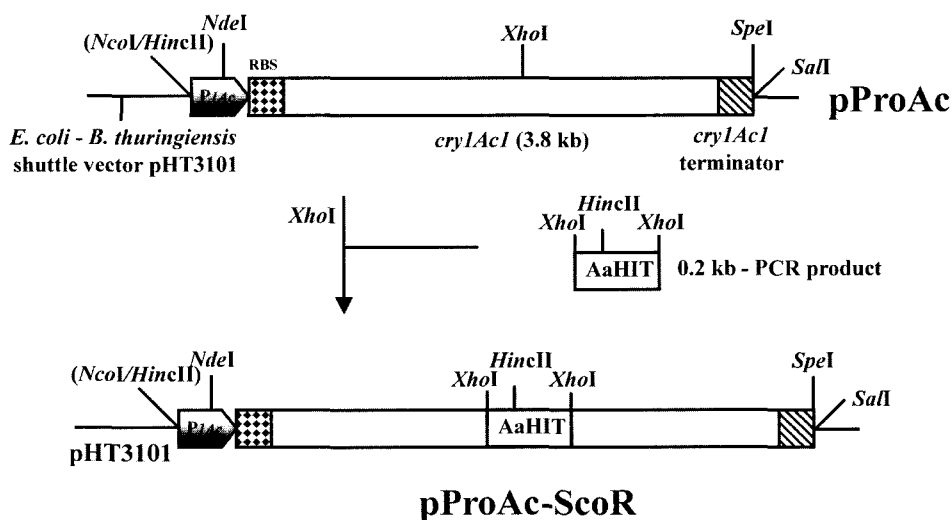 NdeI
(NcoI/HincII)
RBS
XhoI
SpeI
SalI
pProAc
E. coli - B. thuringiensis
shuttle vector pHT3101
cry1Ac1 (3.8 kb)
cry1Ac1
terminator
XhoI
HincII
XhoI XhoI
AaHIT
0.2 kb - PCR product
NdeI
(NcoI/HincII)
HincII
XhoI XhoI
SpeI
SalI
AaHIT
pHT3101
pProAc-ScoR